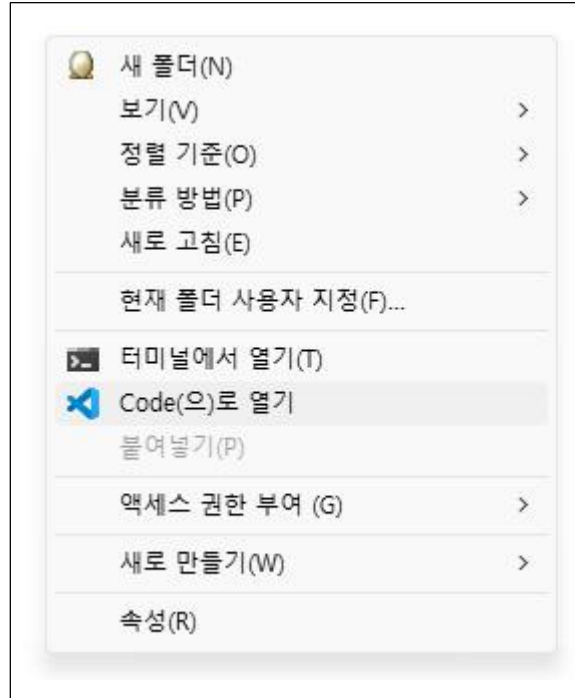 새 폴더(N)
보기(V)
정렬 기준(O)
분류 방법(P)
새로 고침(E)
현재 폴더 사용자 지정(F)...
터미널에서 열기(T)
Code(으)로 열기
붙여넣기(P)
액세스 권한 부여 (G)
새로 만들기(W)
속성(R)